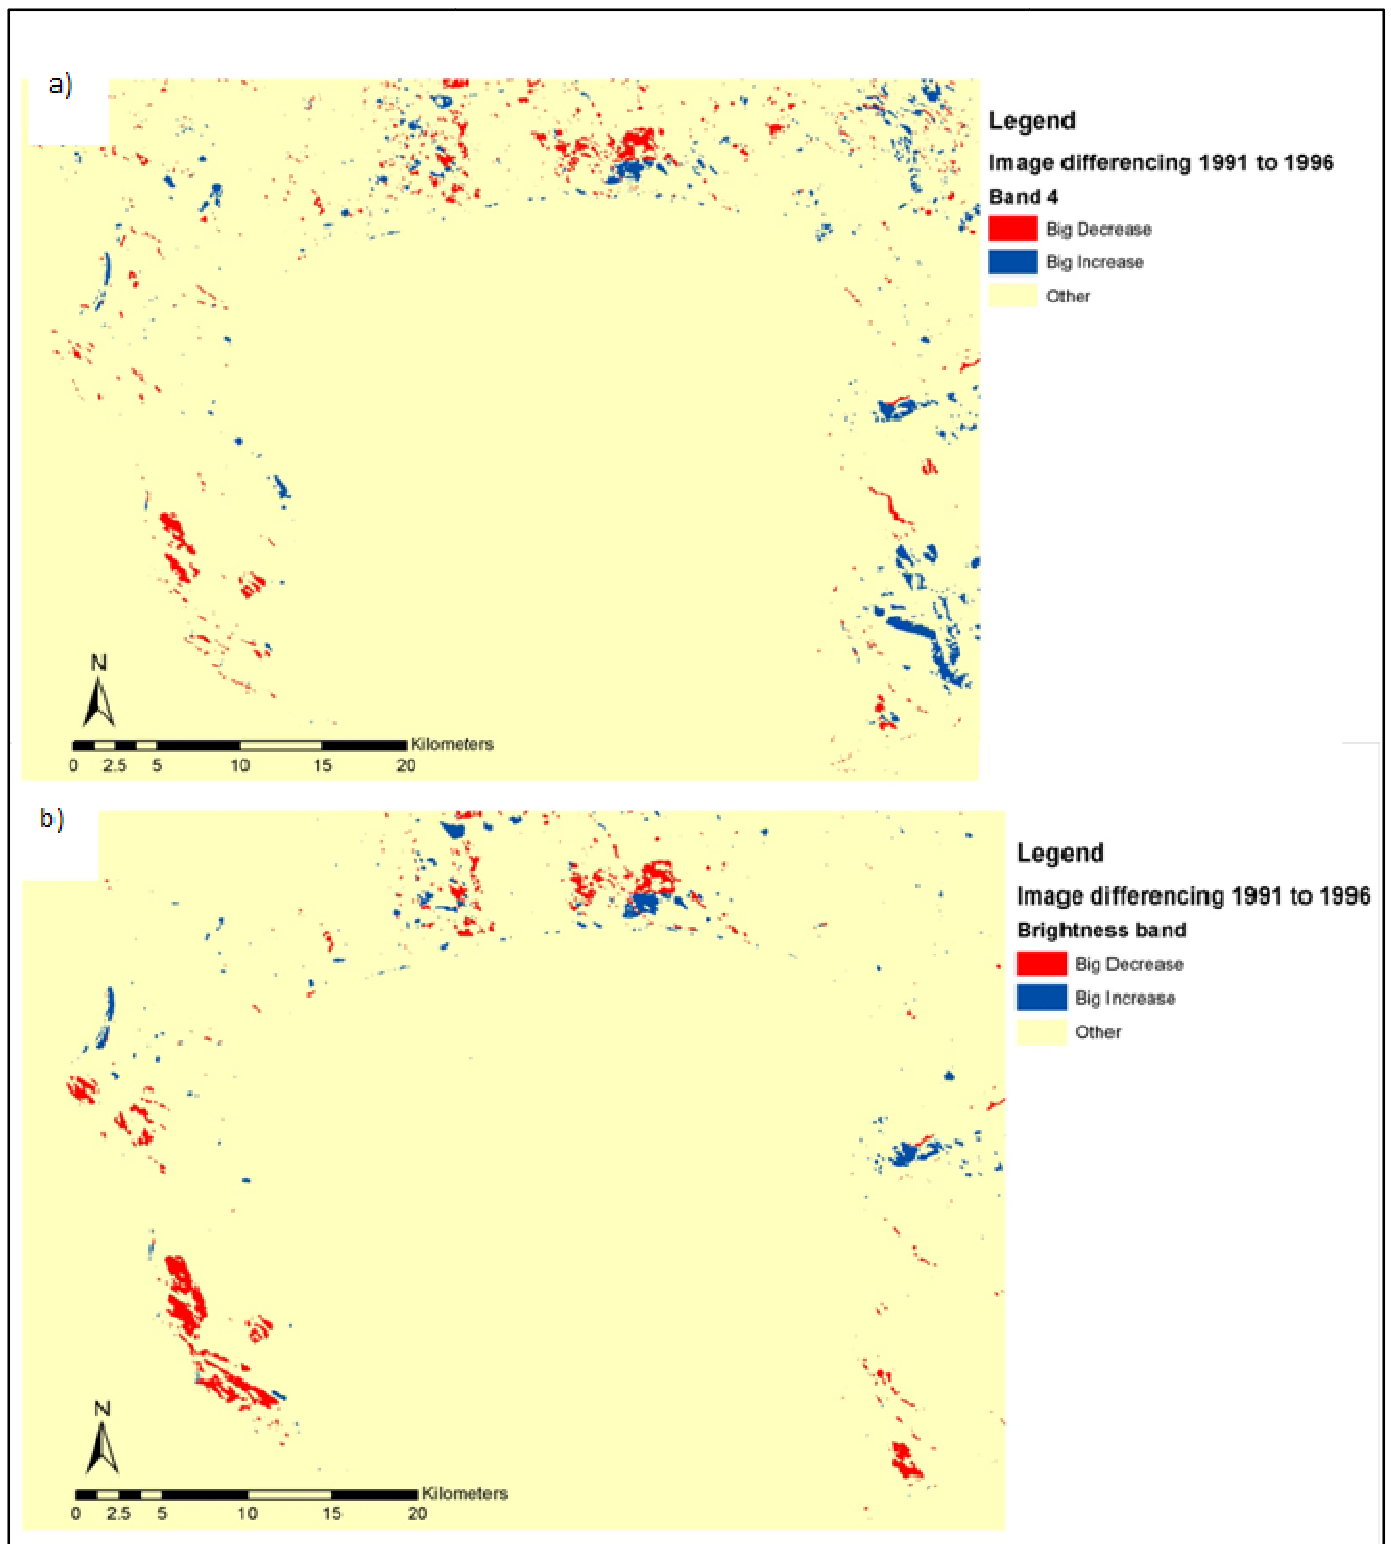 a)
Legend
Image differencing 1991 to 1996
Band 4
Big Decrease
Big Increase
Other
N
Kilometers
0 2.5 5 10 15 20
b)
Legend
Image differencing 1991 to 1996
Brightness band
Big Decrease
Big Increase
Other
N
Kilometers
0 2.5 5 10 15 20